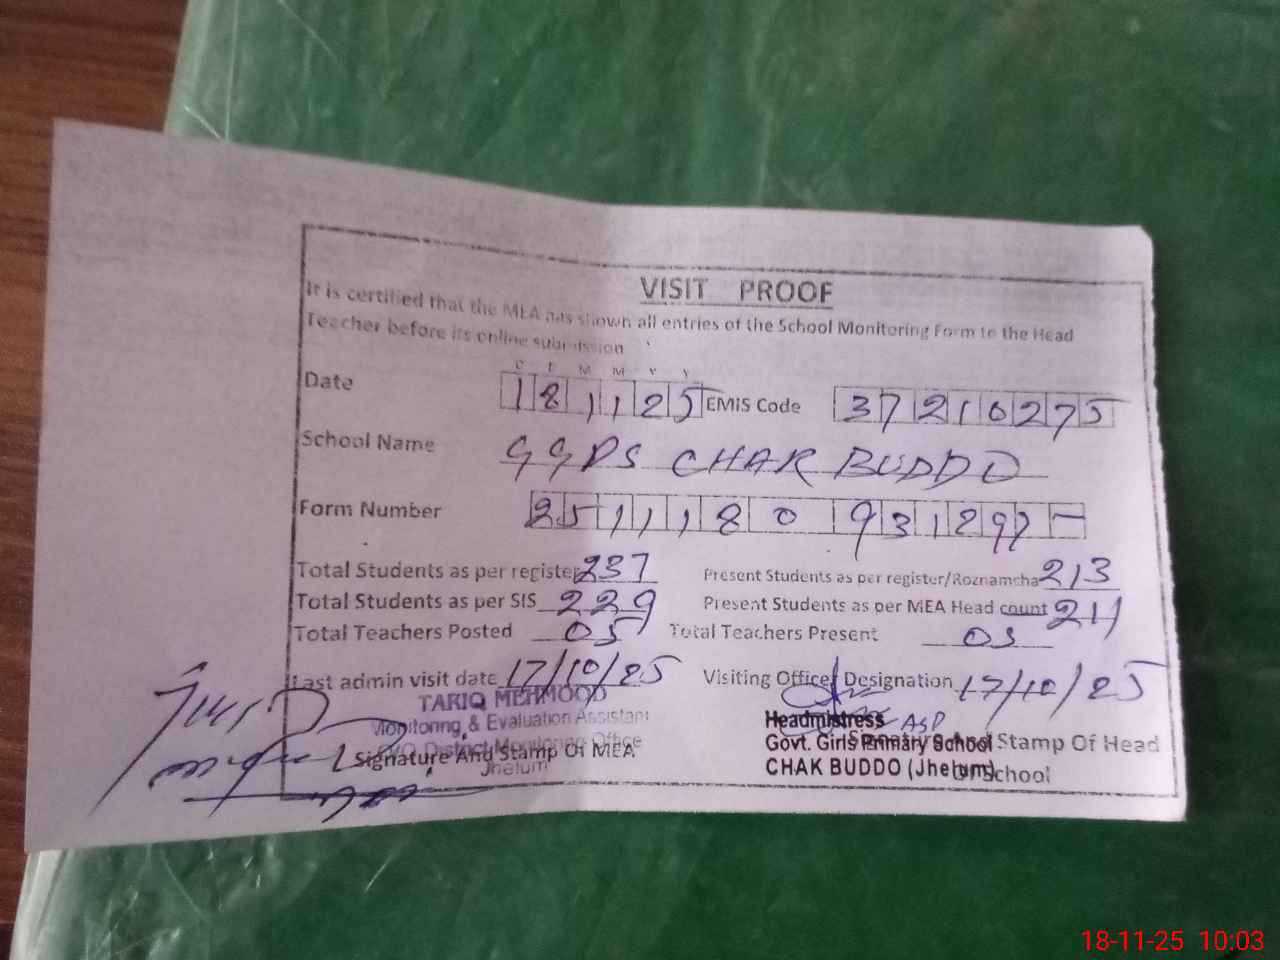 VISIT PROOF
It is certified that the MEA has shown all entries of the School Monitoring Form to the Head
Teacher before its online submission
D D M M Y Y
Date 18 11 25 EMIS Code 37210275
School Name GGPS CHAK BUDDO
Form Number 2511180931297-
Total Students as per register 237 Present Students as per register/Roznamcha 213
Total Students as per SIS 229 Present Students as per MEA Head count 211
Total Teachers Posted 05 Total Teachers Present 05
Last admin visit date 17/10/25 Visiting Officer Designation 17/10/25
TARIQ MEHMOOD
Monitoring & Evaluation Assistant
District Monitoring Office
Jhelum
Signature And Stamp Of MEA
Headmistress
Govt. Girls Primary School
CHAK BUDDO (Jhelum)
Signature And Stamp Of Head
Of School
18-11-25 10:03